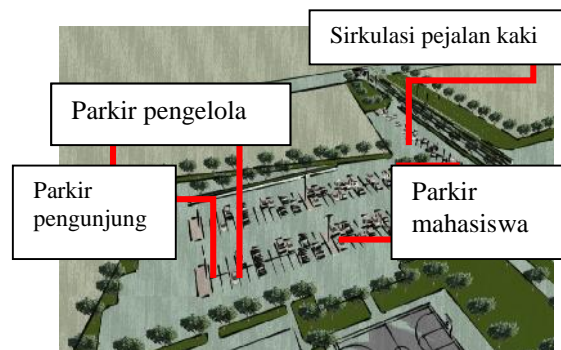 Sirkulasi pejalan kaki
Parkir pengelola
Parkir
pengunjung
Parkir
mahasiswa